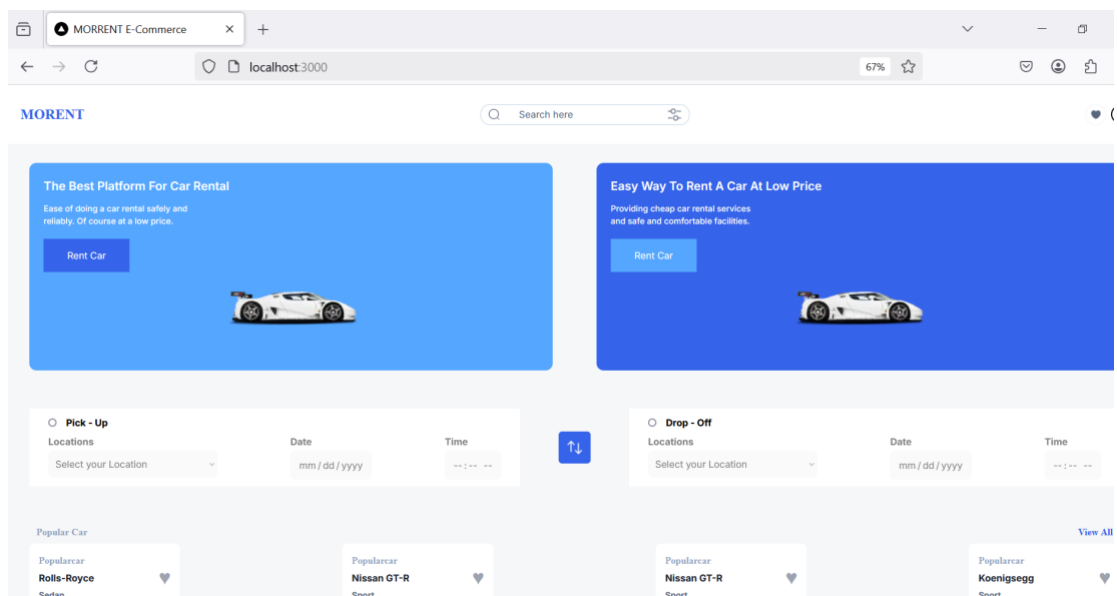 MORRENT E-Commerce
localhost:3000
67%
MORENT
Search here
The Best Platform For Car Rental
Ease of doing a car rental safely and
reliably. Of course at a low price.
Rent Car
Easy Way To Rent A Car At Low Price
Providing cheap car rental services
and safe and comfortable facilities.
Rent Car
Pick - Up
Locations Date Time
Select your Location mm / dd / yyyy -- : -- --
Drop - Off
Locations Date Time
Select your Location mm / dd / yyyy -- : -- --
Popular Car View All
Popularcar
Rolls-Royce
Sedan
Popularcar
Nissan GT-R
Sport
Popularcar
Nissan GT-R
Sport
Popularcar
Koenigsegg
Sport